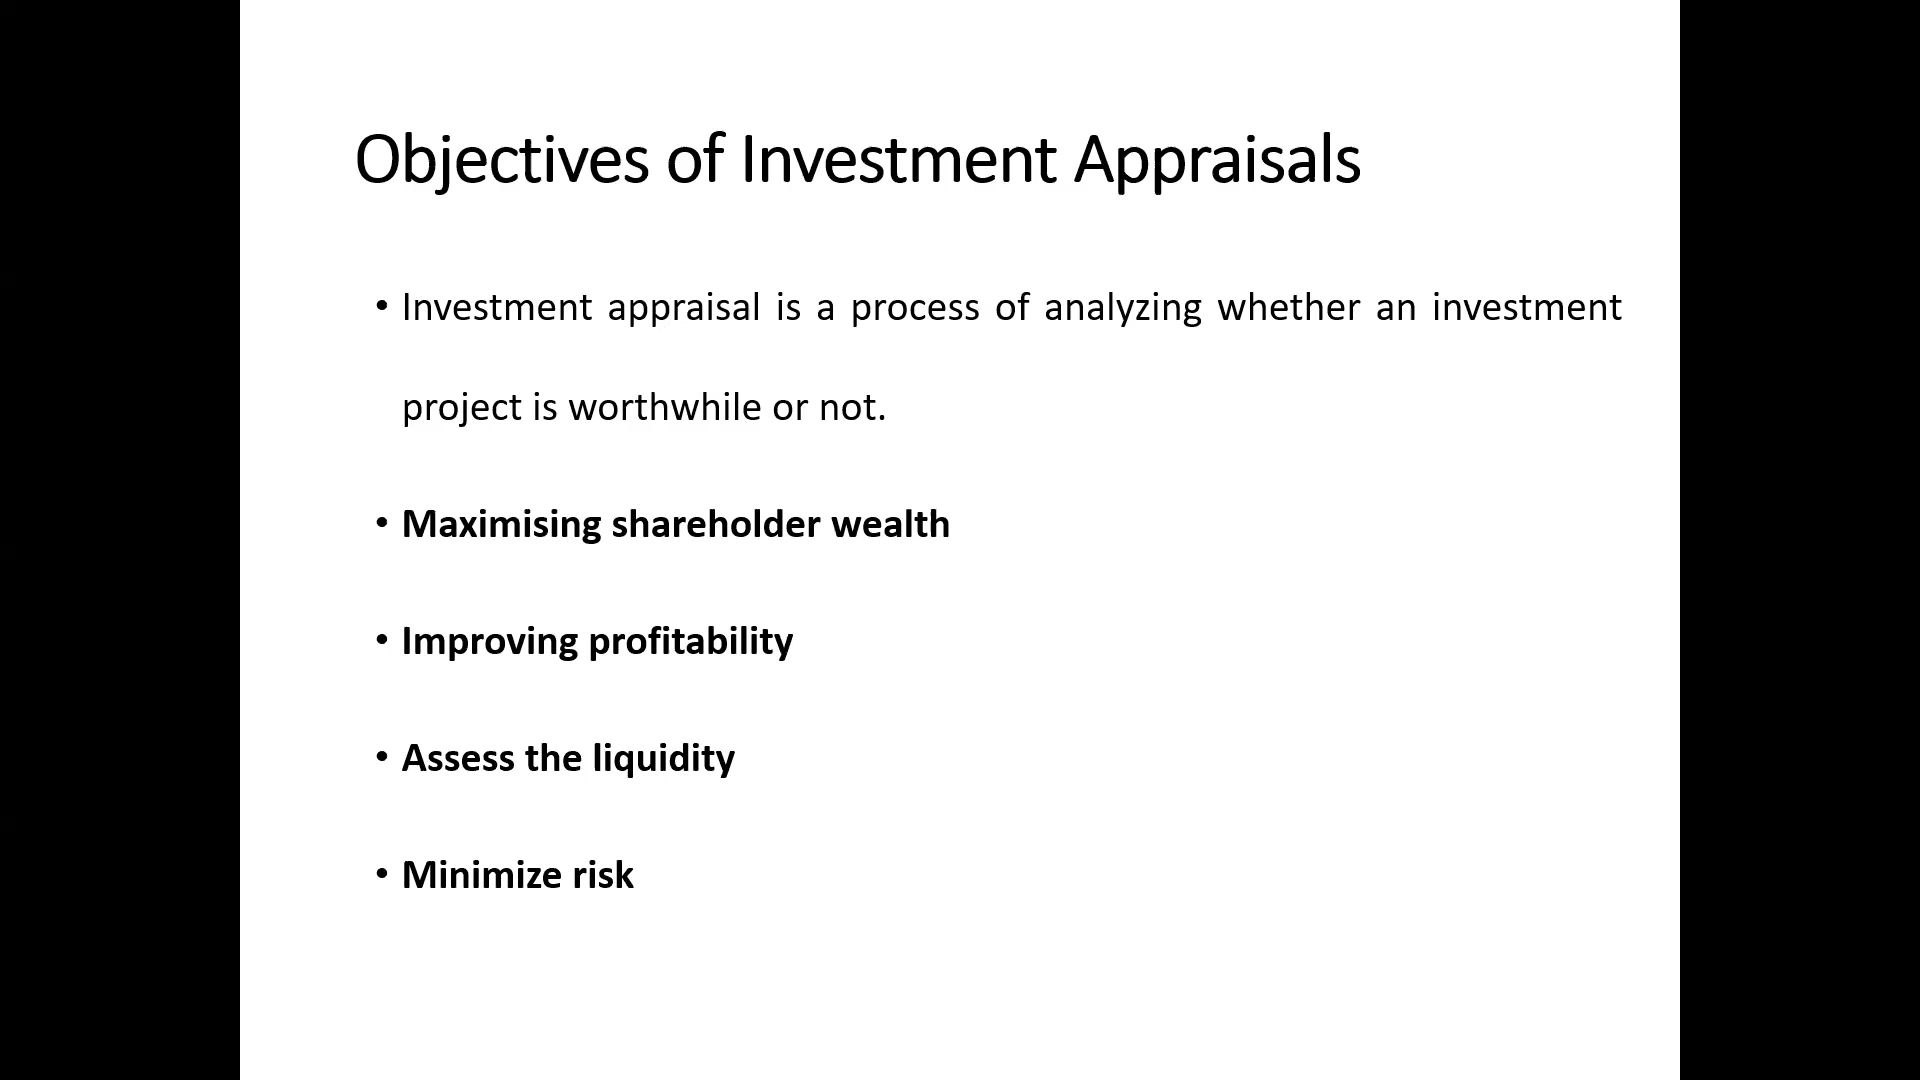 Objectives of Investment Appraisals
• Investment appraisal is a process of analyzing whether an investment
project is worthwhile or not.
• Maximising shareholder wealth
• Improving profitability
• Assess the liquidity
• Minimize risk